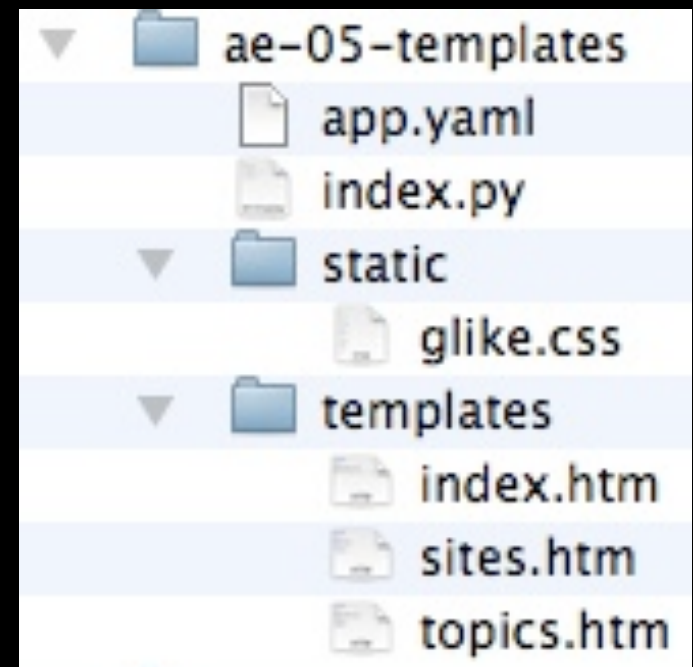 ae-05-templates
app.yaml
index.py
static
glike.css
templates
index.htm
sites.htm
topics.htm